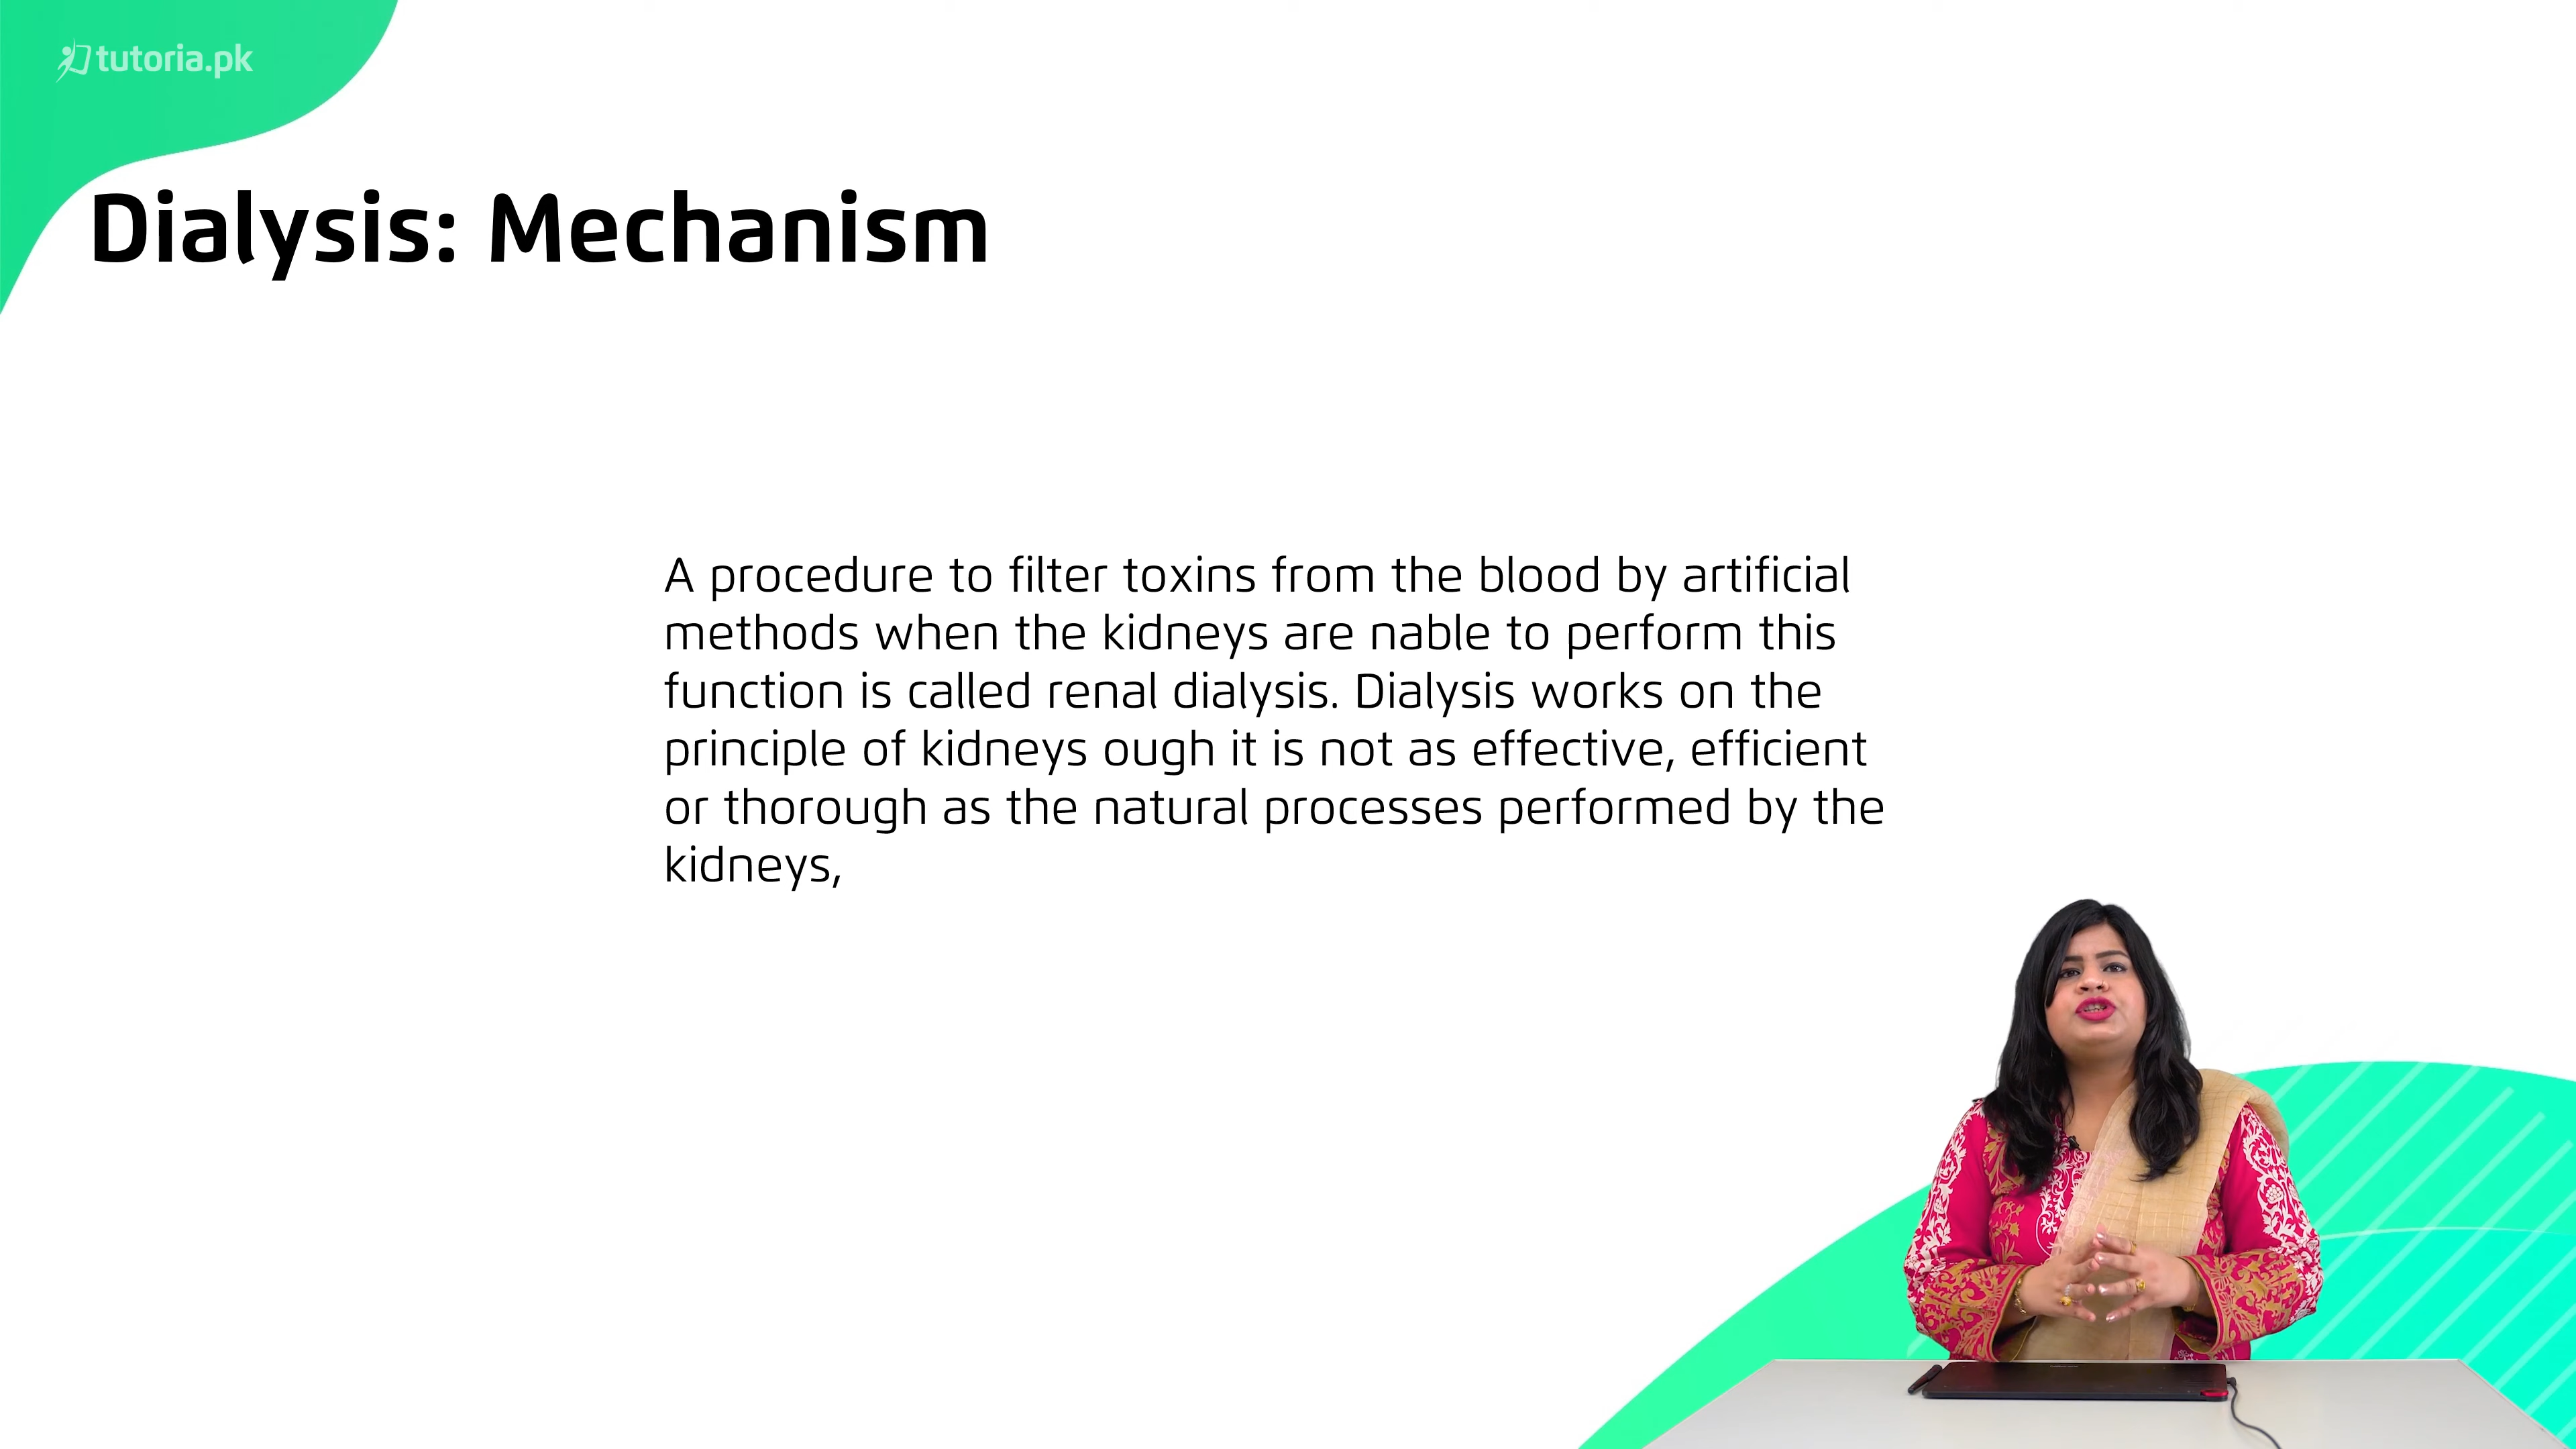 tutoria.pk
Dialysis: Mechanism
A procedure to filter toxins from the blood by artificial
methods when the kidneys are nable to perform this
function is called renal dialysis. Dialysis works on the
principle of kidneys ough it is not as effective, efficient
or thorough as the natural processes performed by the
kidneys,